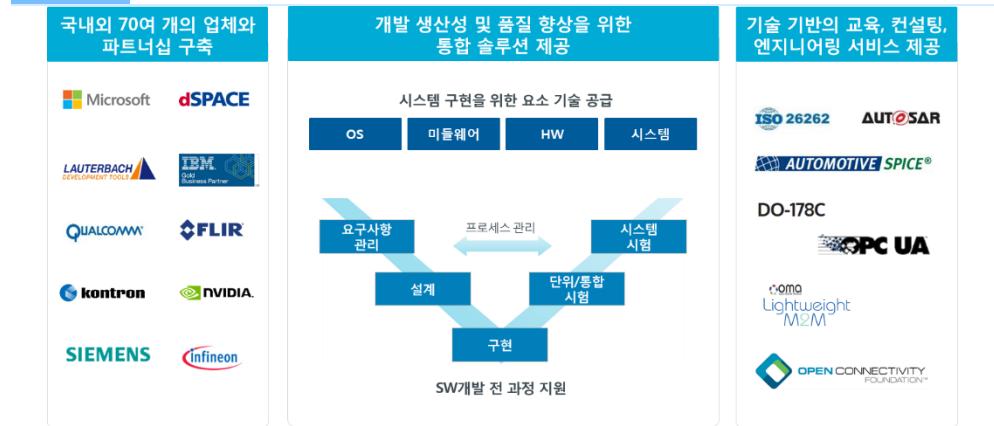 국내외 70여 개의 업체와
파트너십 구축
Microsoft
dSPACE
LAUTERBACH
DEVELOPMENT TOOLS
IBM
Gold
Business Partner
QUALCOMM
FLIR
kontron
NVIDIA.
SIEMENS
infineon
개발 생산성 및 품질 향상을 위한
통합 솔루션 제공
시스템 구현을 위한 요소 기술 공급
OS
미들웨어
HW
시스템
요구사항
관리
프로세스 관리
시스템
시험
설계
단위/통합
시험
구현
SW개발 전 과정 지원
기술 기반의 교육, 컨설팅,
엔지니어링 서비스 제공
ISO 26262
AUTOSAR
AUTOMOTIVE SPICE®
DO-178C
OPC UA
oma
Lightweight
M2M
OPEN CONNECTIVITY
FOUNDATION™